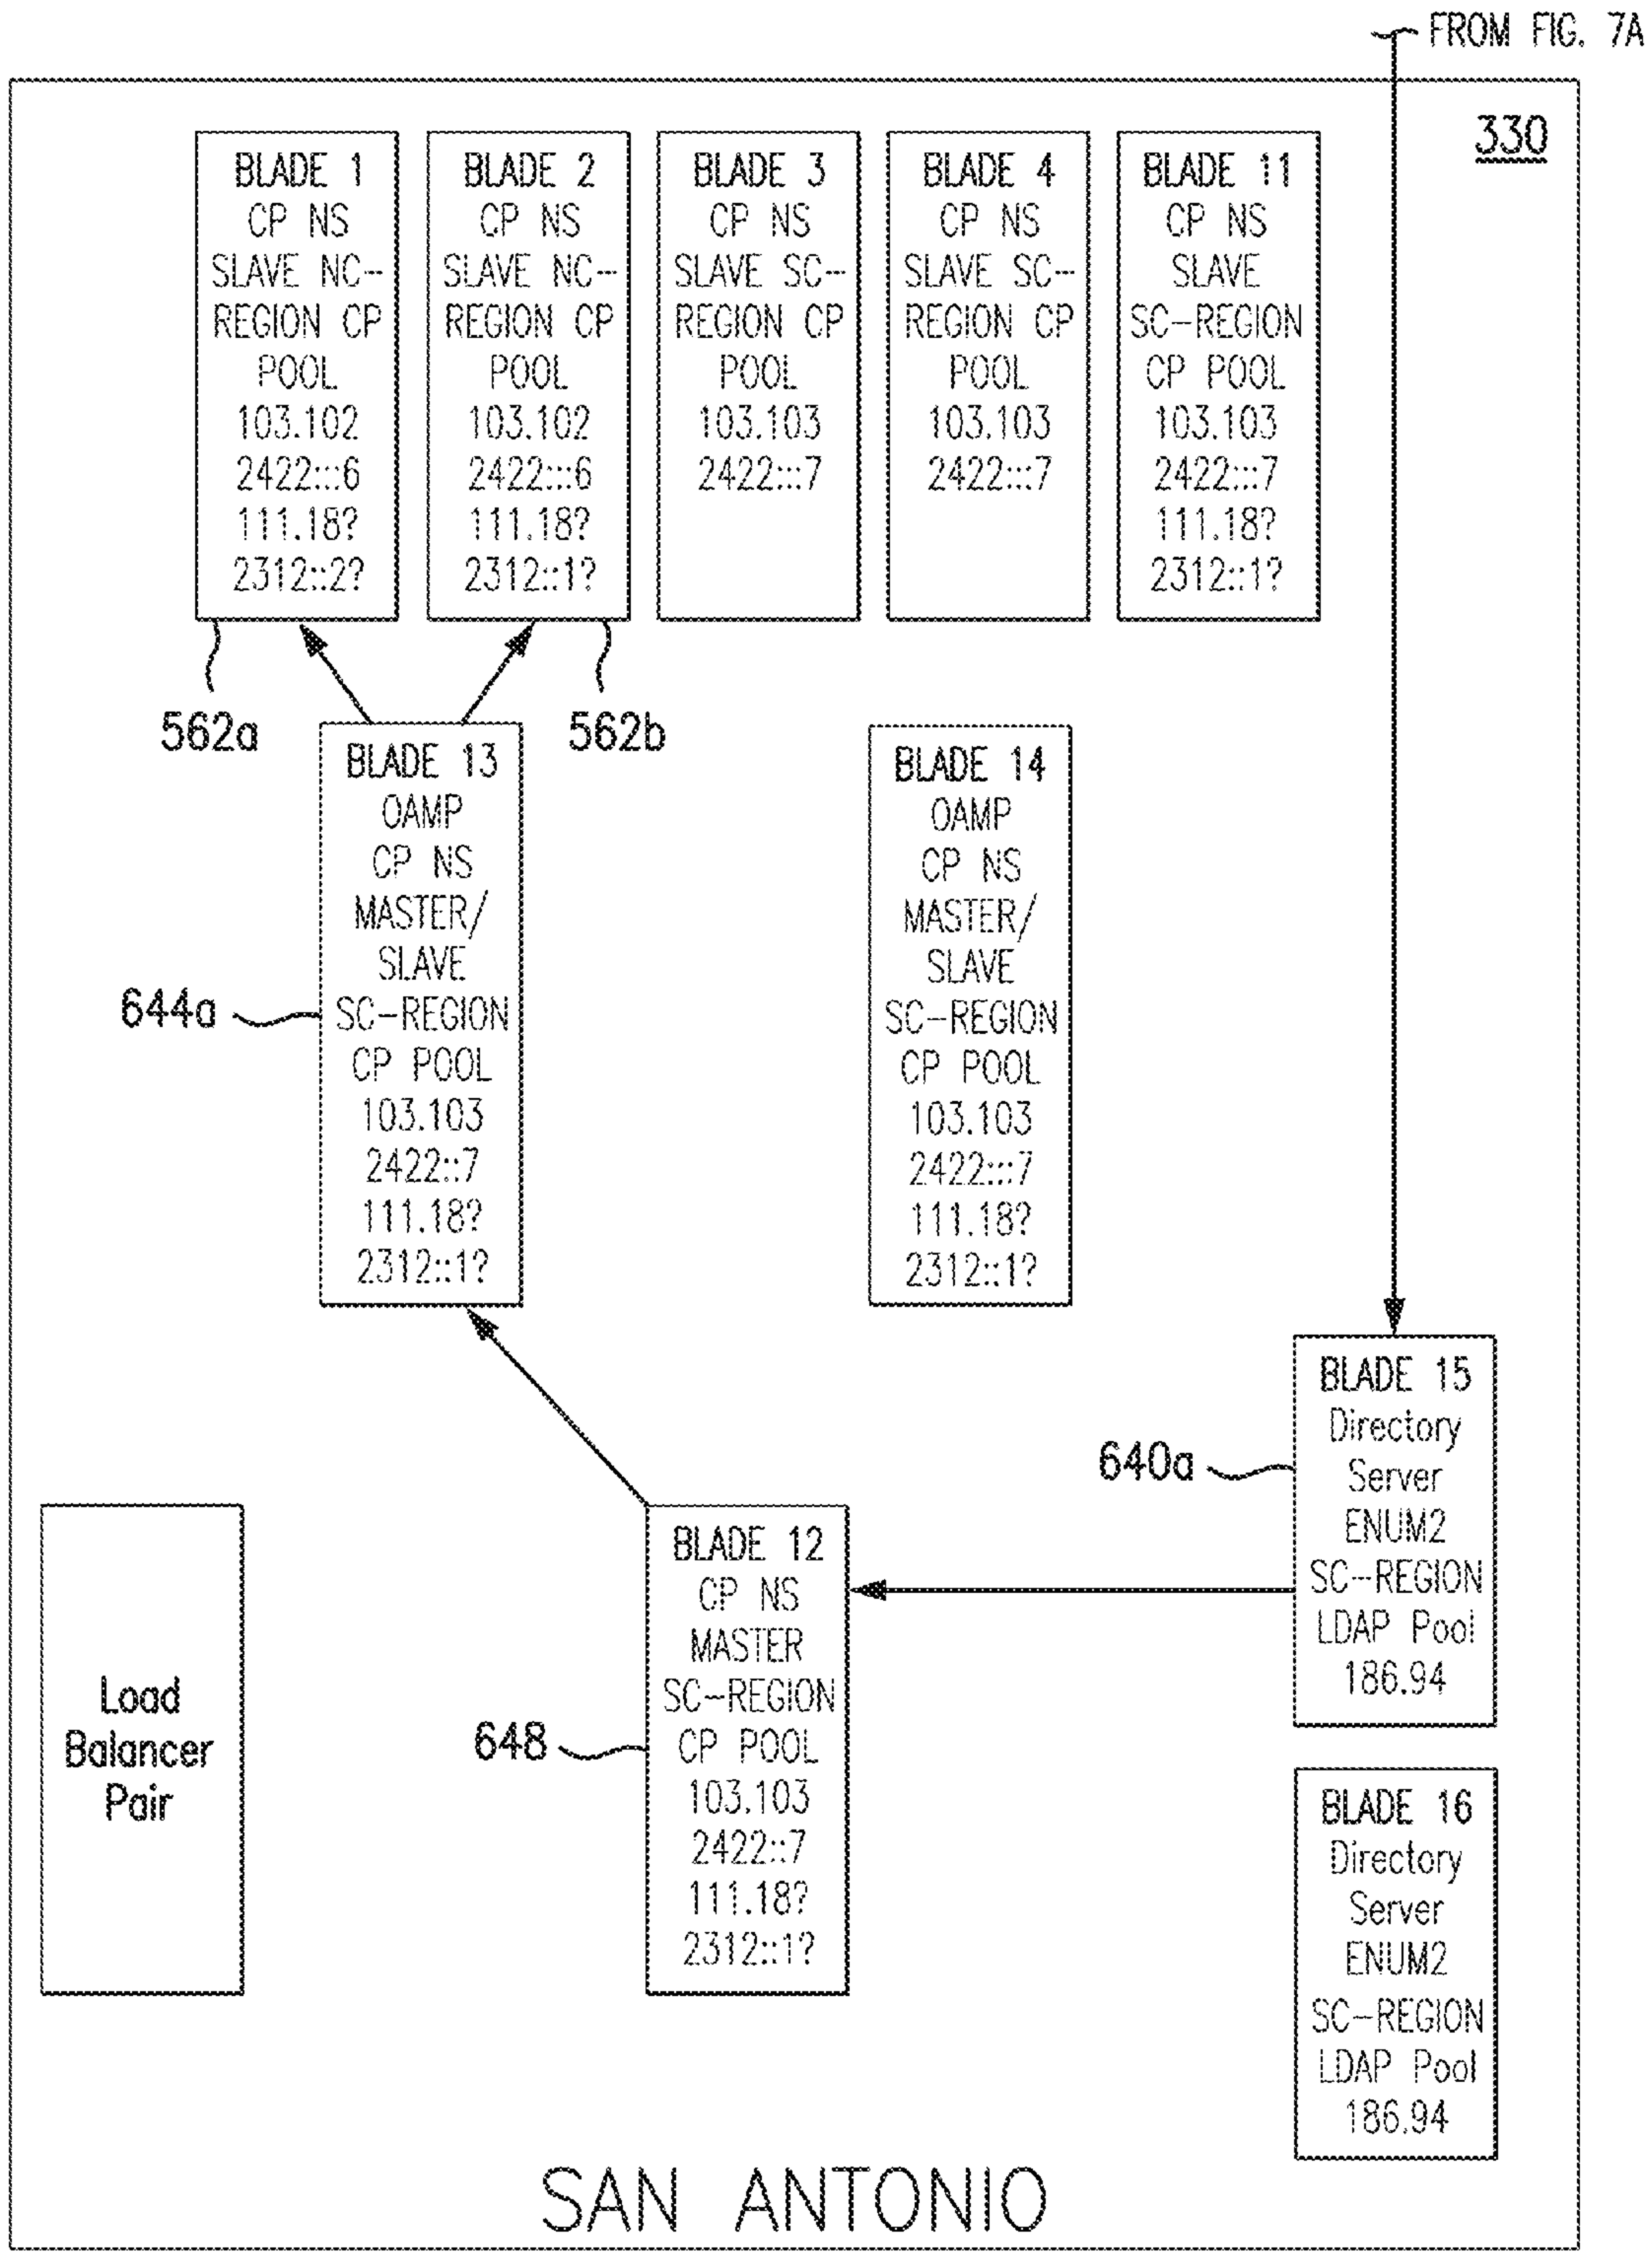 FROM FIG. 7A
330
BLADE 1
CP NS
SLAVE NC-
REGION CP
POOL
103.102
2422:::6
111.18?
2312::2?
BLADE 2
CP NS
SLAVE NC-
REGION CP
POOL
103.102
2422:::6
111.18?
2312::1?
BLADE 3
CP NS
SLAVE SC-
REGION CP
POOL
103.103
2422:::7
BLADE 4
CP NS
SLAVE SC-
REGION CP
POOL
103.103
2422:::7
BLADE 11
CP NS
SLAVE
SC-REGION
CP POOL
103.103
2422:::7
111.18?
2312::1?
562a
562b
BLADE 13
OAMP
CP NS
MASTER/
SLAVE
SC-REGION
CP POOL
103.103
2422::7
111.18?
2312::1?
644a
BLADE 14
OAMP
CP NS
MASTER/
SLAVE
SC-REGION
CP POOL
103.103
2422:::7
111.18?
2312::1?
BLADE 15
Directory
Server
ENUM2
SC-REGION
LDAP Pool
186.94
640a
Load
Balancer
Pair
BLADE 12
CP NS
MASTER
SC-REGION
CP POOL
103.103
2422::7
111.18?
2312::1?
648
BLADE 16
Directory
Server
ENUM2
SC-REGION
LDAP Pool
186.94
SAN ANTONIO